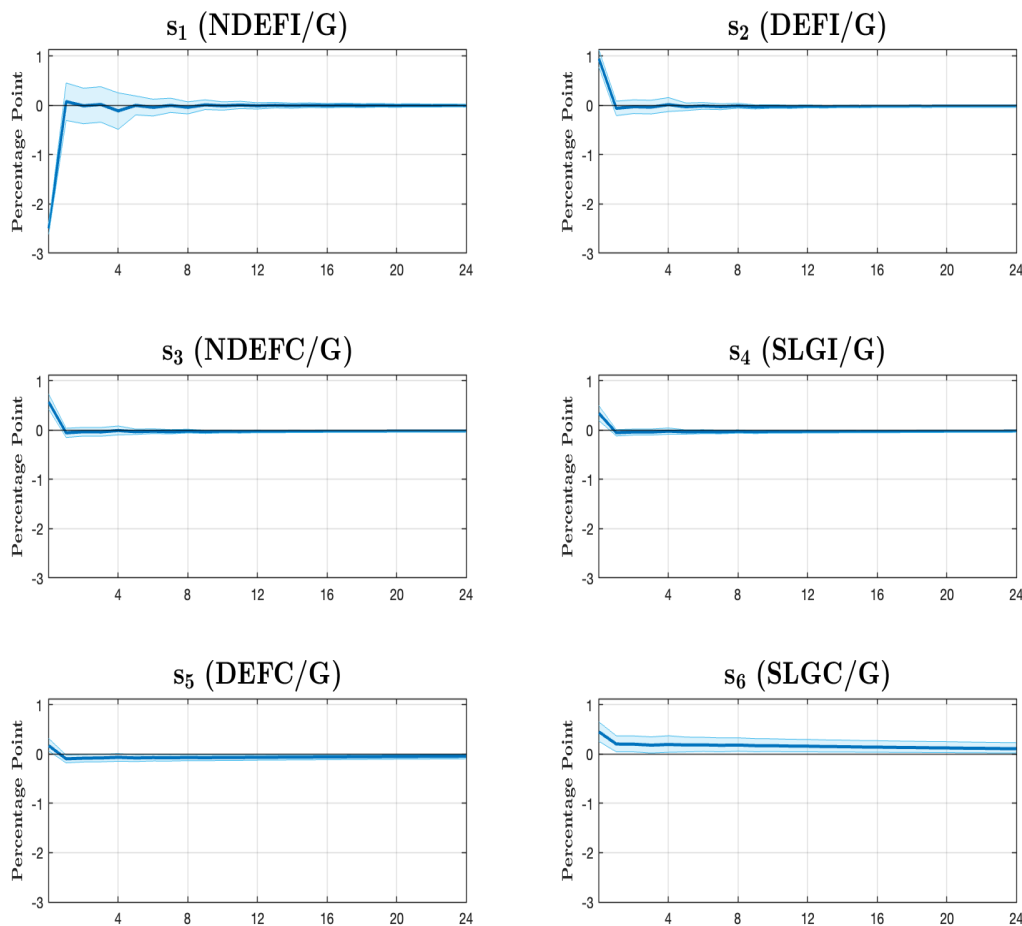 s1 (NDEFI/G)
Percentage Point
1
0
-1
-2
-3
4 8 12 16 20 24
s2 (DEFI/G)
Percentage Point
1
0
-1
-2
-3
4 8 12 16 20 24
s3 (NDEFC/G)
Percentage Point
1
0
-1
-2
-3
4 8 12 16 20 24
s4 (SLGI/G)
Percentage Point
1
0
-1
-2
-3
4 8 12 16 20 24
s5 (DEFC/G)
Percentage Point
1
0
-1
-2
-3
4 8 12 16 20 24
s6 (SLGC/G)
Percentage Point
1
0
-1
-2
-3
4 8 12 16 20 24